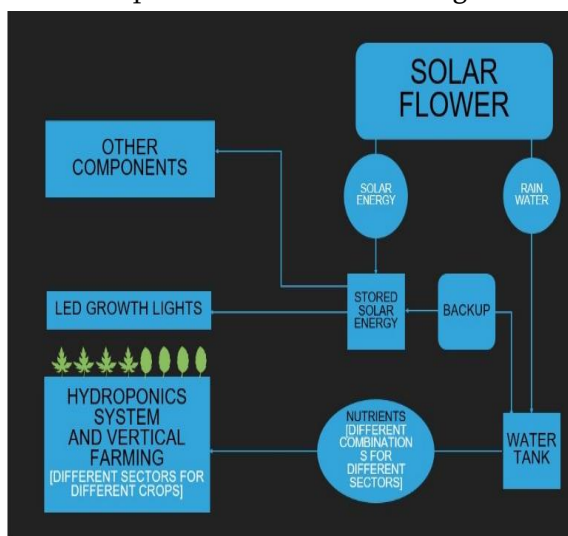 SOLAR
FLOWER
OTHER
COMPONENTS
SOLAR
ENERGY
RAIN
WATER
LED GROWTH LIGHTS
STORED
SOLAR
ENERGY
BACKUP
HYDROPONICS
SYSTEM
AND VERTICAL
FARMING
[DIFFERENT SECTORS FOR
DIFFERENT CROPS]
NUTRIENTS
[DIFFERENT
COMBINATION
S FOR
DIFFERENT
SECTORS]
WATER
TANK